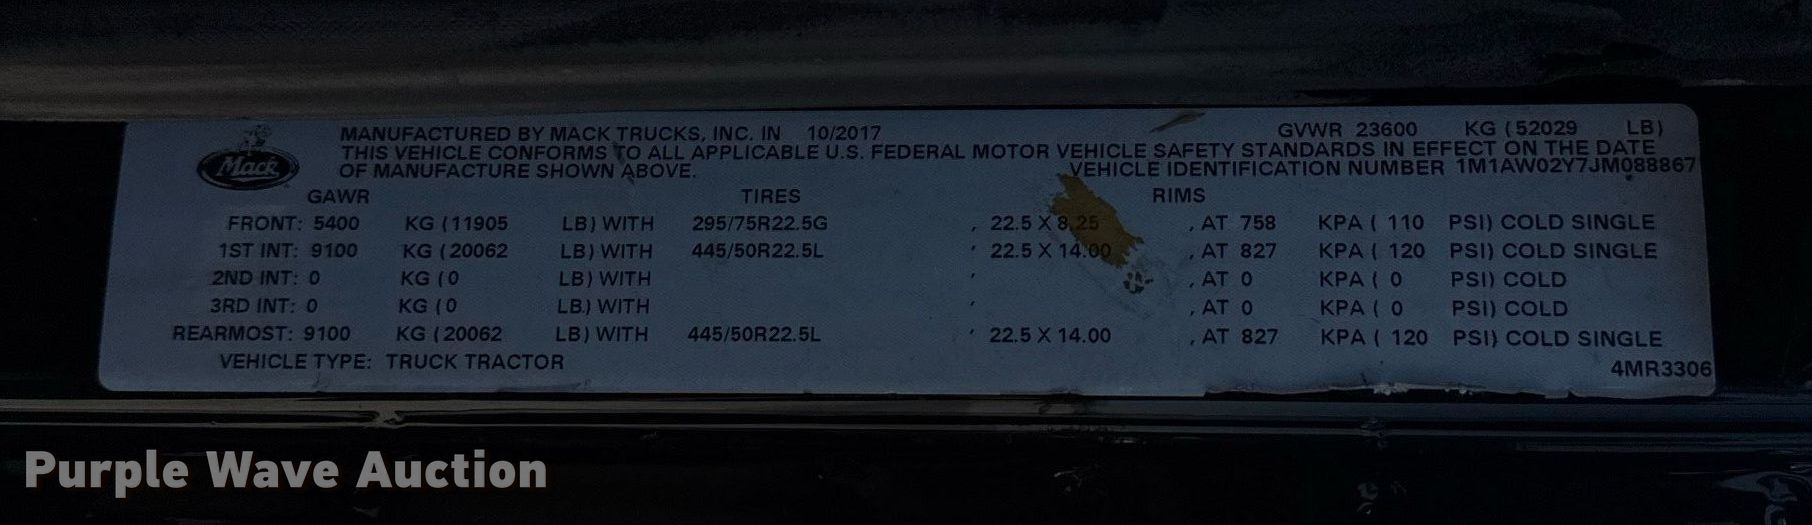 Mack
MANUFACTURED BY MACK TRUCKS, INC. IN 10/2017 GVWR 23600 KG (52029 LB)
THIS VEHICLE CONFORMS TO ALL APPLICABLE U.S. FEDERAL MOTOR VEHICLE SAFETY STANDARDS IN EFFECT ON THE DATE
OF MANUFACTURE SHOWN ABOVE. VEHICLE IDENTIFICATION NUMBER 1M1AW02Y7JM088867
GAWR TIRES RIMS
FRONT: 5400 KG (11905 LB) WITH 295/75R22.5G , 22.5 X 8.25 , AT 758 KPA ( 110 PSI) COLD SINGLE
1ST INT: 9100 KG (20062 LB) WITH 445/50R22.5L , 22.5 X 14.00 , AT 827 KPA ( 120 PSI) COLD SINGLE
2ND INT: 0 KG (0 LB) WITH , , AT 0 KPA ( 0 PSI) COLD
3RD INT: 0 KG (0 LB) WITH , , AT 0 KPA ( 0 PSI) COLD
REARMOST: 9100 KG (20062 LB) WITH 445/50R22.5L , 22.5 X 14.00 , AT 827 KPA ( 120 PSI) COLD SINGLE
VEHICLE TYPE: TRUCK TRACTOR 4MR3306
Purple Wave Auction